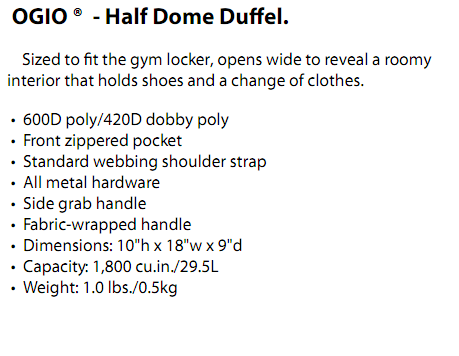 OGIO ® - Half Dome Duffel.
Sized to fit the gym locker, opens wide to reveal a roomy
interior that holds shoes and a change of clothes.
• 600D poly/420D dobby poly
• Front zippered pocket
• Standard webbing shoulder strap
• All metal hardware
• Side grab handle
• Fabric-wrapped handle
• Dimensions: 10"h x 18"w x 9"d
• Capacity: 1,800 cu.in./29.5L
• Weight: 1.0 lbs./0.5kg